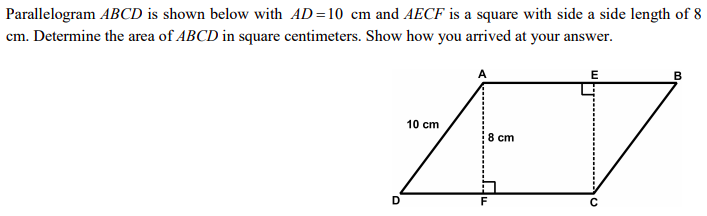 Parallelogram ABCD is shown below with AD=10 cm and AECF is a square with side a side length of 8
cm. Determine the area of ABCD in square centimeters. Show how you arrived at your answer.
A E B
10 cm
8 cm
D F C